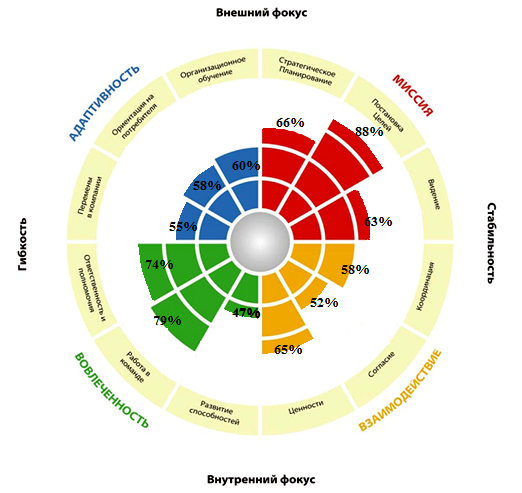 Внешний фокус
АДАПТИВНОСТЬ
МИССИЯ
Организационное
обучение
Стратегическое
Планирование
Ориентация на
потребителя
Постановка
Целей
Перемены
в компании
Видение
66%
88%
60%
58%
55%
63%
Гибкость
Стабильность
74%
58%
79%
47%
52%
65%
Ответственность и
полномочия
Координация
Работа в
команде
Согласие
Развитие
способностей
Ценности
ВОВЛЕЧЕННОСТЬ
ВЗАИМОДЕЙСТВИЕ
Внутренний фокус